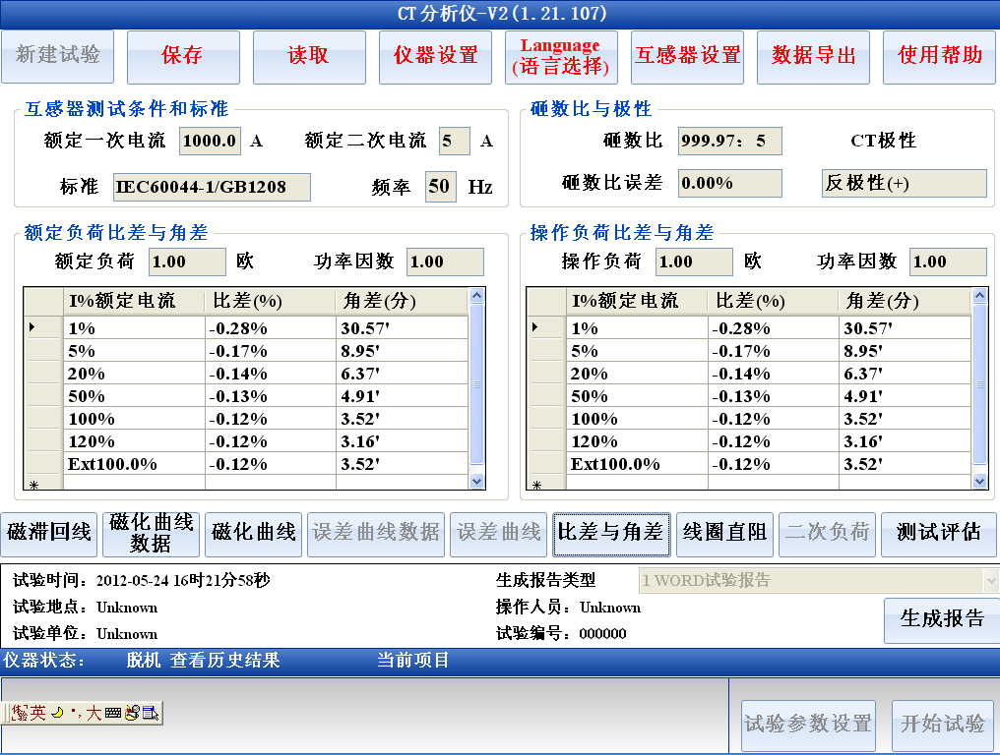 CT分析仪-V2(1.21.107)
新建试验 保存 读取 仪器设置 Language (语言选择) 互感器设置 数据导出 使用帮助
互感器测试条件和标准
额定一次电流 1000.0 A 额定二次电流 5 A
标准 IEC60044-1/GB1208 频率 50 Hz
砸数比与极性
砸数比 999.97: 5 CT极性
砸数比误差 0.00% 反极性(+)
额定负荷比差与角差
额定负荷 1.00 欧 功率因数 1.00
I%额定电流 比差(%) 角差(分)
1% -0.28% 30.57'
5% -0.17% 8.95'
20% -0.14% 6.37'
50% -0.13% 4.91'
100% -0.12% 3.52'
120% -0.12% 3.16'
Ext100.0% -0.12% 3.52'
操作负荷比差与角差
操作负荷 1.00 欧 功率因数 1.00
I%额定电流 比差(%) 角差(分)
1% -0.28% 30.57'
5% -0.17% 8.95'
20% -0.14% 6.37'
50% -0.13% 4.91'
100% -0.12% 3.52'
120% -0.12% 3.16'
Ext100.0% -0.12% 3.52'
磁滞回线 磁化曲线数据 磁化曲线 误差曲线数据 误差曲线 比差与角差 线圈直阻 二次负荷 测试评估
试验时间: 2012-05-24 16时21分58秒
试验地点: Unknown
试验单位: Unknown
生成报告类型 1 WORD试验报告
操作人员: Unknown
试验编号: 000000
生成报告
仪器状态: 脱机 查看历史结果 当前项目
英 大
试验参数设置 开始试验